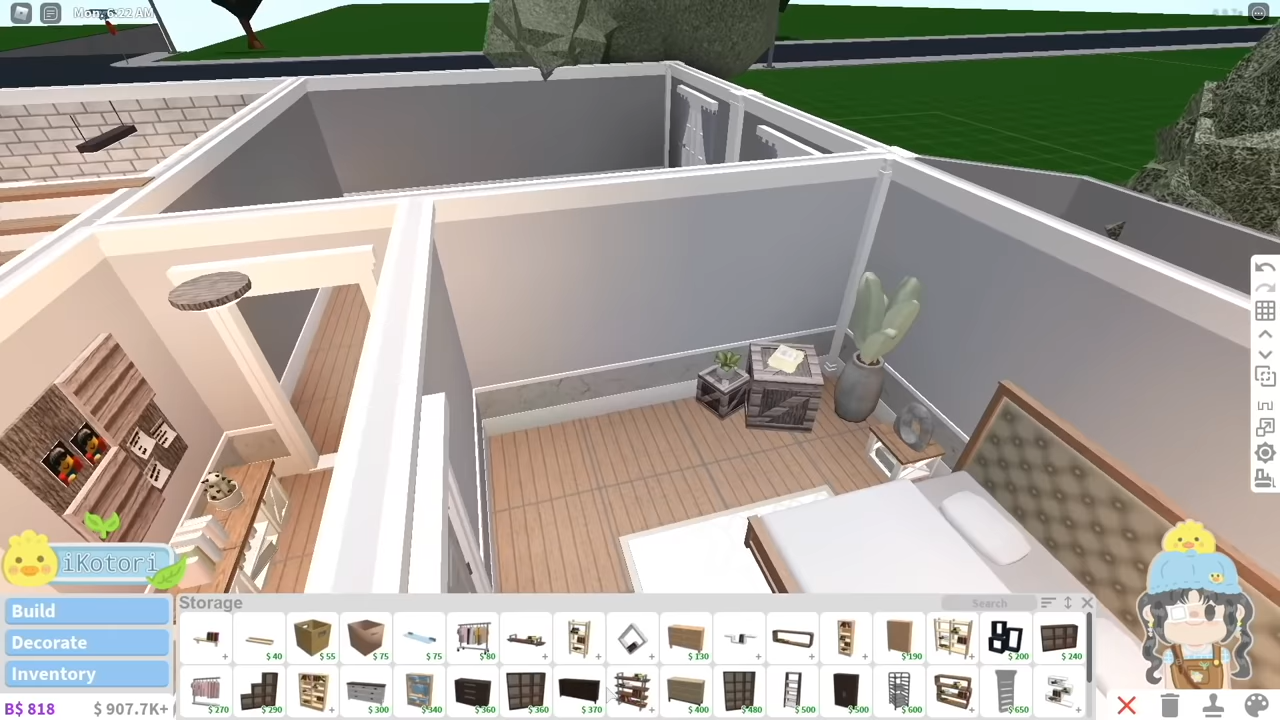 Mon, 6:22 AM
iKotori
Build
Decorate
Inventory
B$ 818
$ 907.7K+
Storage
Search
$ 40
$ 55
$ 75
$ 75
$ 80
$ 130
$ 190
$ 200
$ 240
$ 270
$ 290
$ 300
$ 340
$ 360
$ 360
$ 370
$ 400
$ 480
$ 500
$ 500
$ 600
$ 650